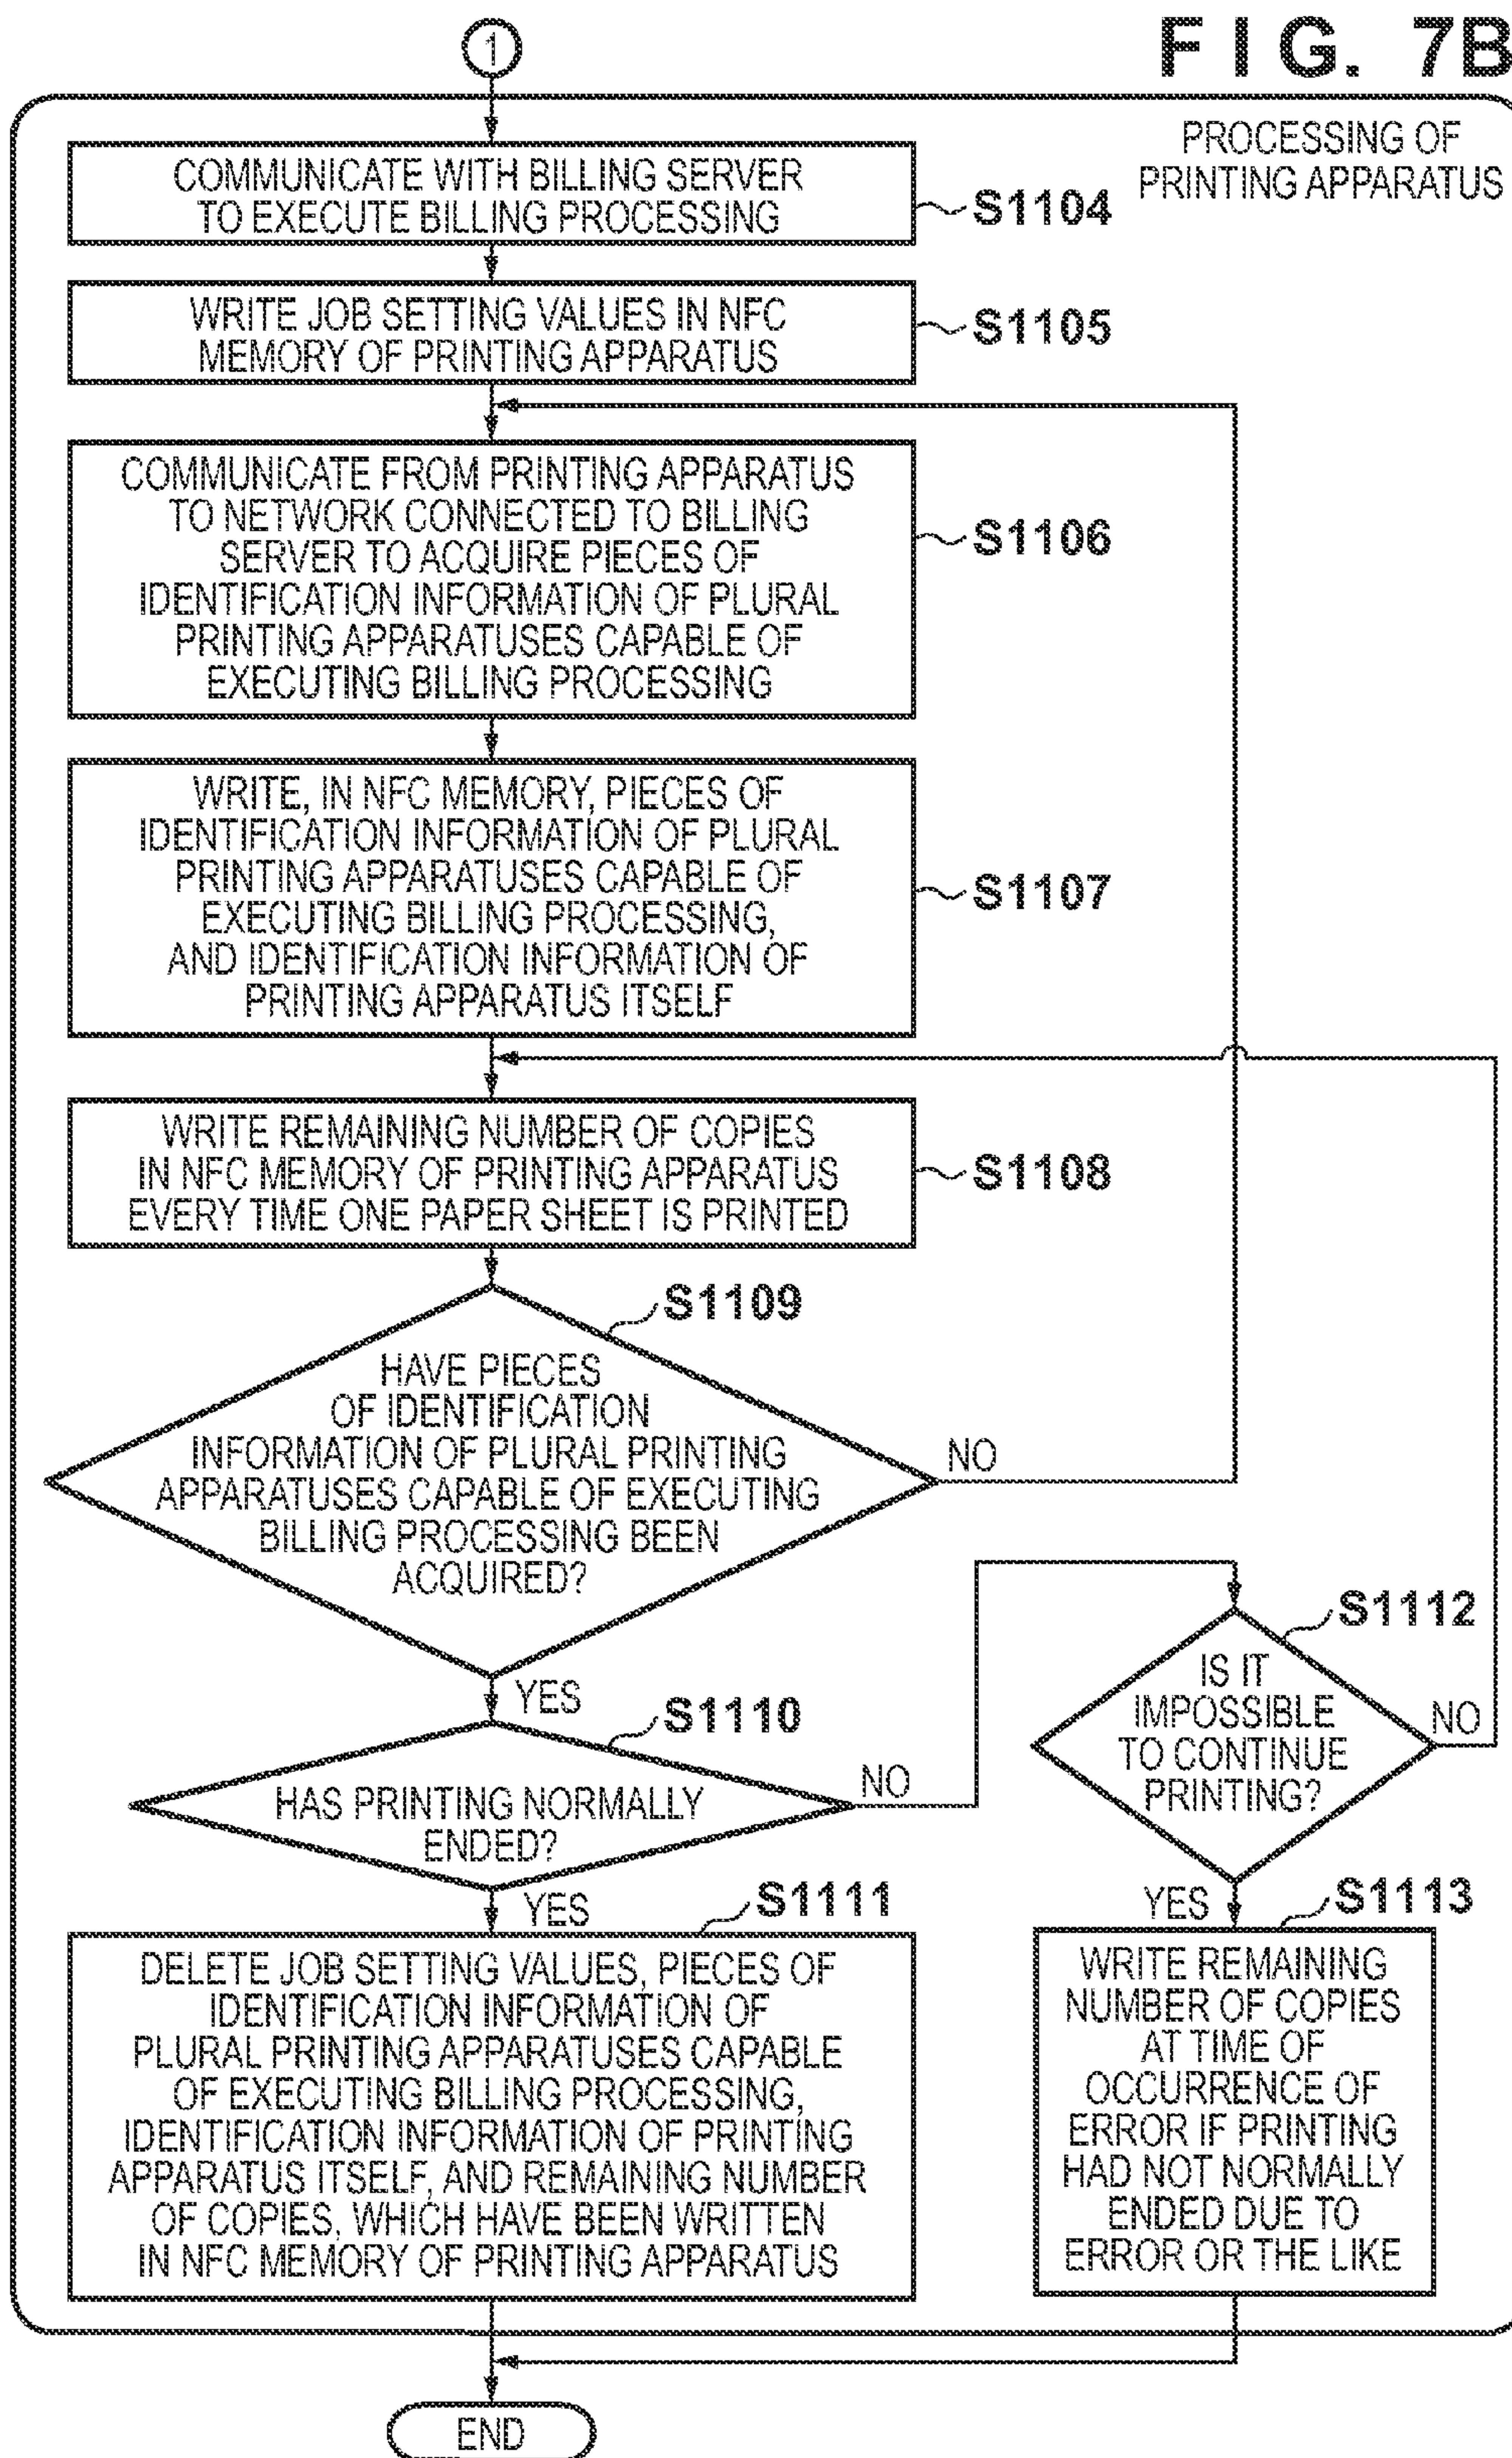 FIG. 7B
1
PROCESSING OF
PRINTING APPARATUS
COMMUNICATE WITH BILLING SERVER
TO EXECUTE BILLING PROCESSING
S1104
WRITE JOB SETTING VALUES IN NFC
MEMORY OF PRINTING APPARATUS
S1105
COMMUNICATE FROM PRINTING APPARATUS
TO NETWORK CONNECTED TO BILLING
SERVER TO ACQUIRE PIECES OF
IDENTIFICATION INFORMATION OF PLURAL
PRINTING APPARATUSES CAPABLE OF
EXECUTING BILLING PROCESSING
S1106
WRITE, IN NFC MEMORY, PIECES OF
IDENTIFICATION INFORMATION OF PLURAL
PRINTING APPARATUSES CAPABLE OF
EXECUTING BILLING PROCESSING,
AND IDENTIFICATION INFORMATION OF
PRINTING APPARATUS ITSELF
S1107
WRITE REMAINING NUMBER OF COPIES
IN NFC MEMORY OF PRINTING APPARATUS
EVERY TIME ONE PAPER SHEET IS PRINTED
S1108
S1109
HAVE PIECES
OF IDENTIFICATION
INFORMATION OF PLURAL PRINTING
APPARATUSES CAPABLE OF EXECUTING
BILLING PROCESSING BEEN
ACQUIRED?
NO
YES
S1110
HAS PRINTING NORMALLY
ENDED?
NO
YES
S1112
IS IT
IMPOSSIBLE
TO CONTINUE
PRINTING?
NO
YES
S1111
DELETE JOB SETTING VALUES, PIECES OF
IDENTIFICATION INFORMATION OF
PLURAL PRINTING APPARATUSES CAPABLE
OF EXECUTING BILLING PROCESSING,
IDENTIFICATION INFORMATION OF PRINTING
APPARATUS ITSELF, AND REMAINING NUMBER
OF COPIES, WHICH HAVE BEEN WRITTEN
IN NFC MEMORY OF PRINTING APPARATUS
S1113
WRITE REMAINING
NUMBER OF COPIES
AT TIME OF
OCCURRENCE OF
ERROR IF PRINTING
HAD NOT NORMALLY
ENDED DUE TO
ERROR OR THE LIKE
END